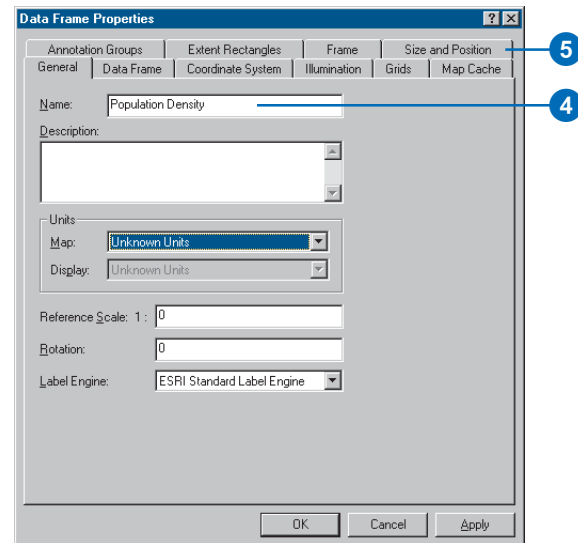 Data Frame Properties
Annotation Groups Extent Rectangles Frame Size and Position
5
General Data Frame Coordinate System Illumination Grids Map Cache
Name: Population Density
4
Description:
Units
Map: Unknown Units
Display: Unknown Units
Reference Scale: 1 : 0
Rotation: 0
Label Engine: ESRI Standard Label Engine
OK Cancel Apply